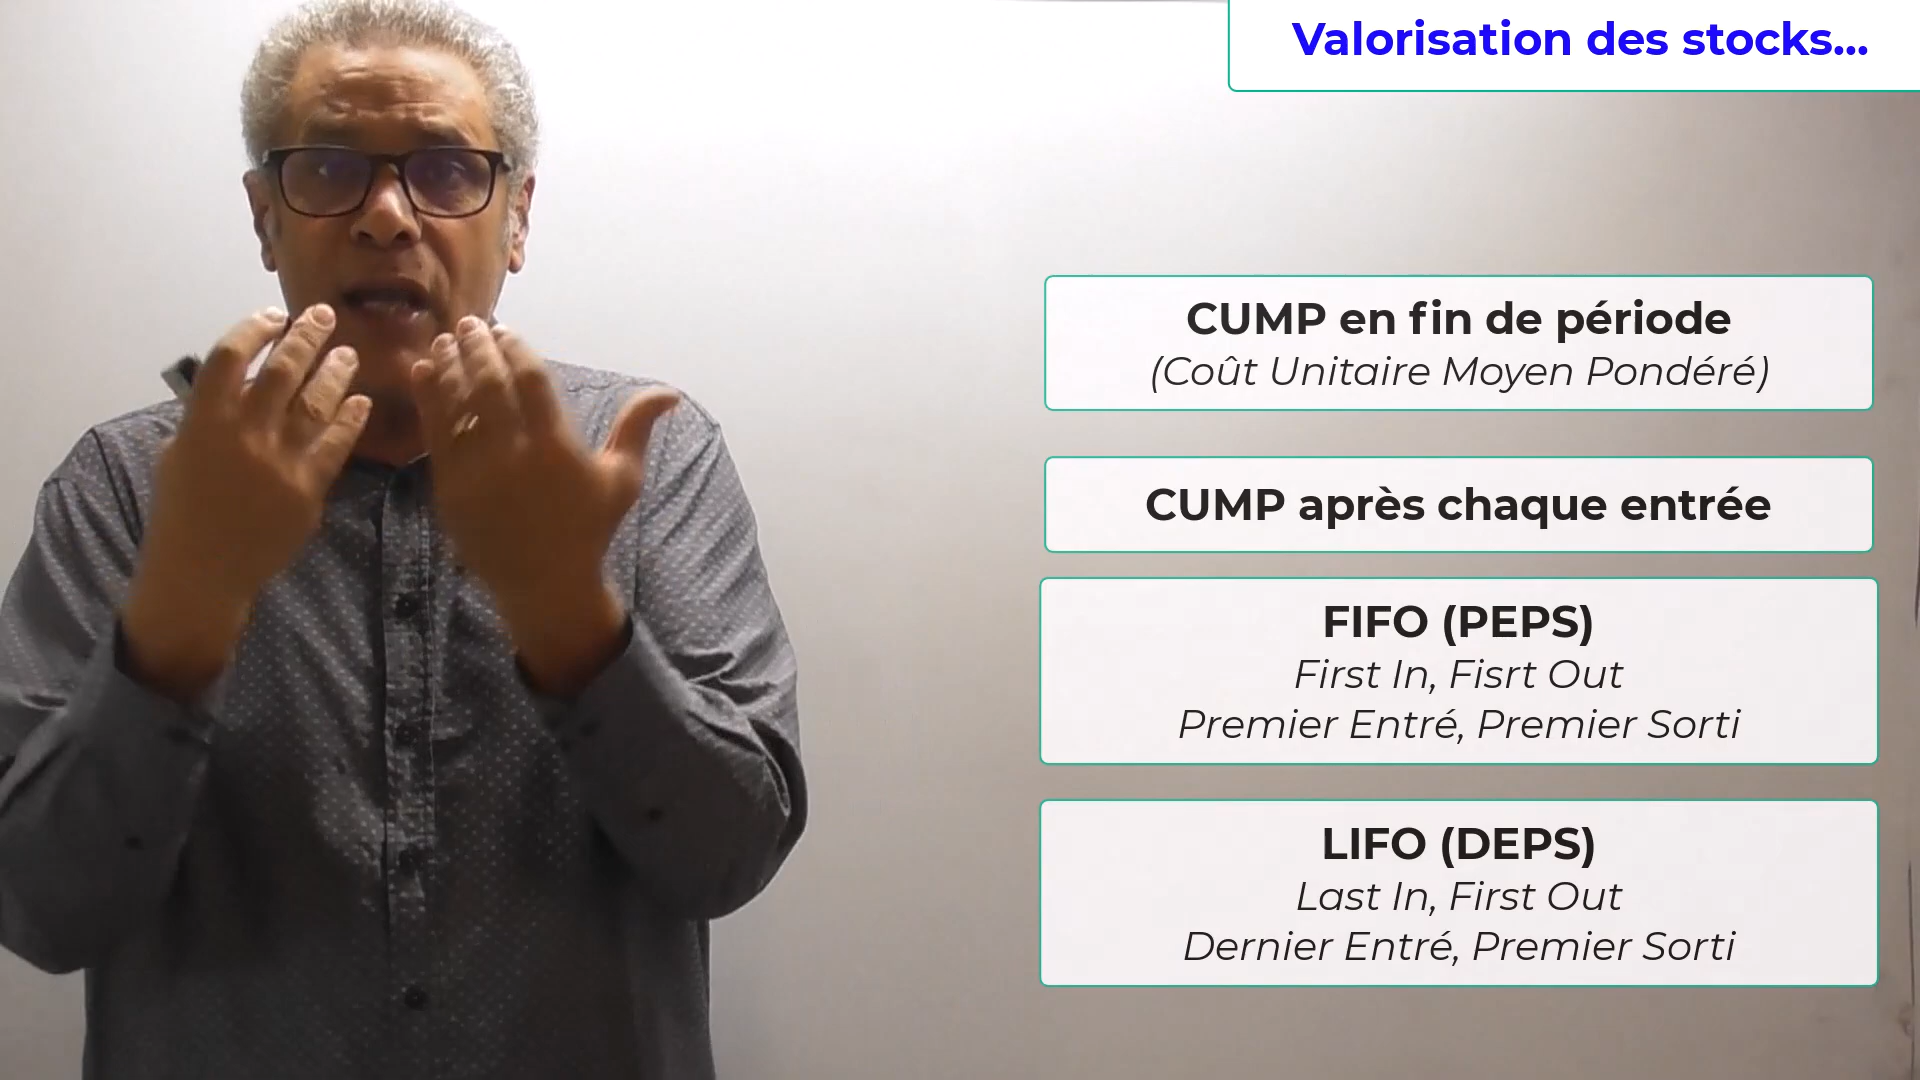 Valorisation des stocks...
CUMP en fin de période
(Coût Unitaire Moyen Pondéré)
CUMP après chaque entrée
FIFO (PEPS)
First In, Fisrt Out
Premier Entré, Premier Sorti
LIFO (DEPS)
Last In, First Out
Dernier Entré, Premier Sorti